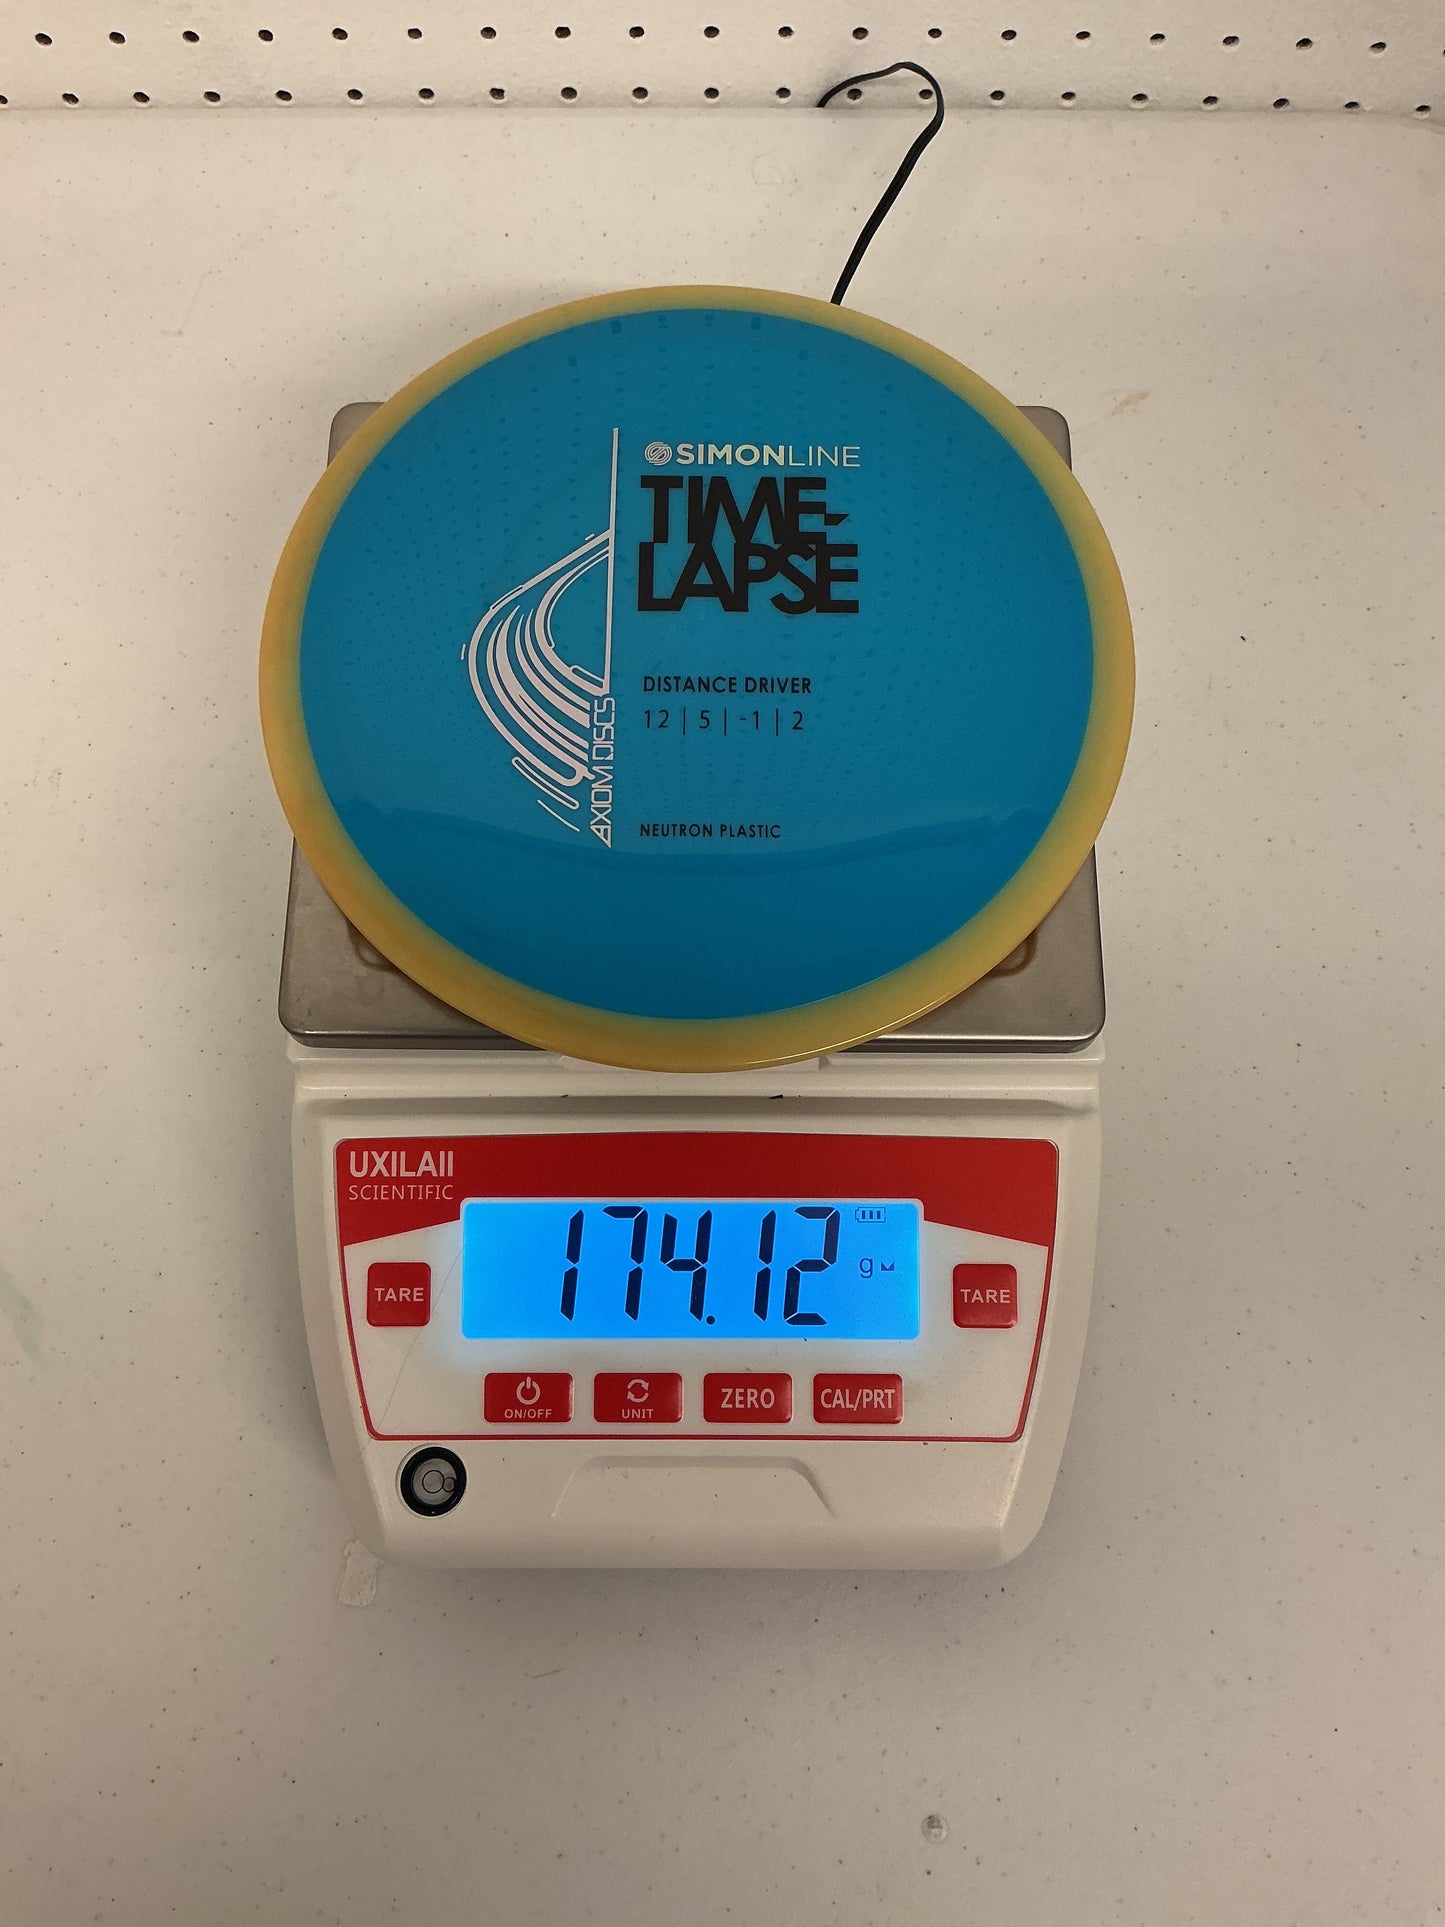 SIMONLINE
TIME-
LAPSE
DISTANCE DRIVER
12 | 5 | -1 | 2
AXIOM DISCS
NEUTRON PLASTIC
UXILAII
SCIENTIFIC
174.12 g
TARE
TARE
ON/OFF
UNIT
ZERO
CAL/PRT